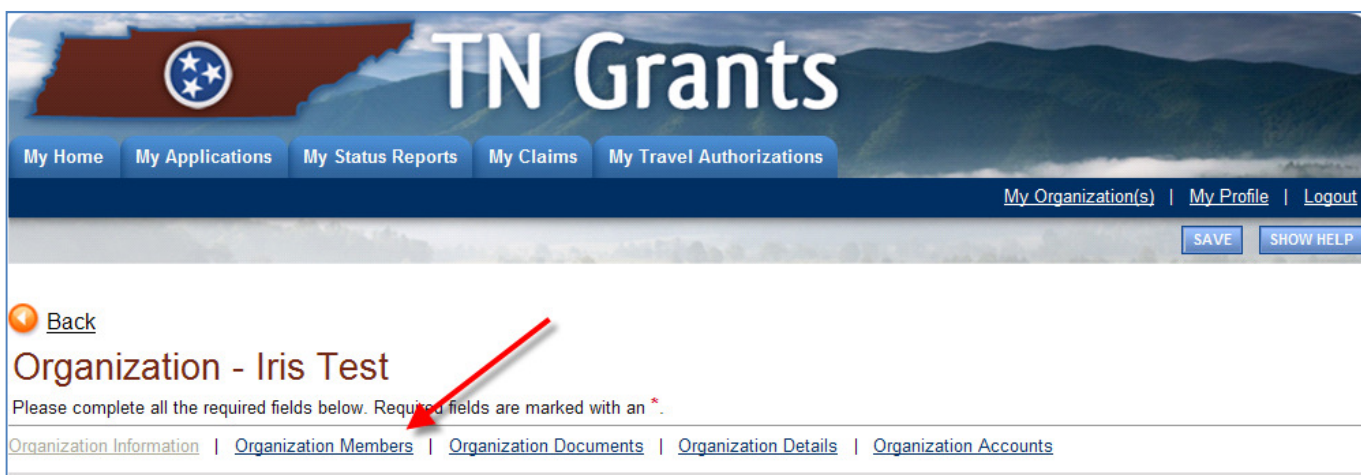 TN Grants
My Home My Applications My Status Reports My Claims My Travel Authorizations
My Organization(s) | My Profile | Logout
SAVE SHOW HELP
Back
Organization - Iris Test
Please complete all the required fields below. Required fields are marked with an *.
Organization Information | Organization Members | Organization Documents | Organization Details | Organization Accounts